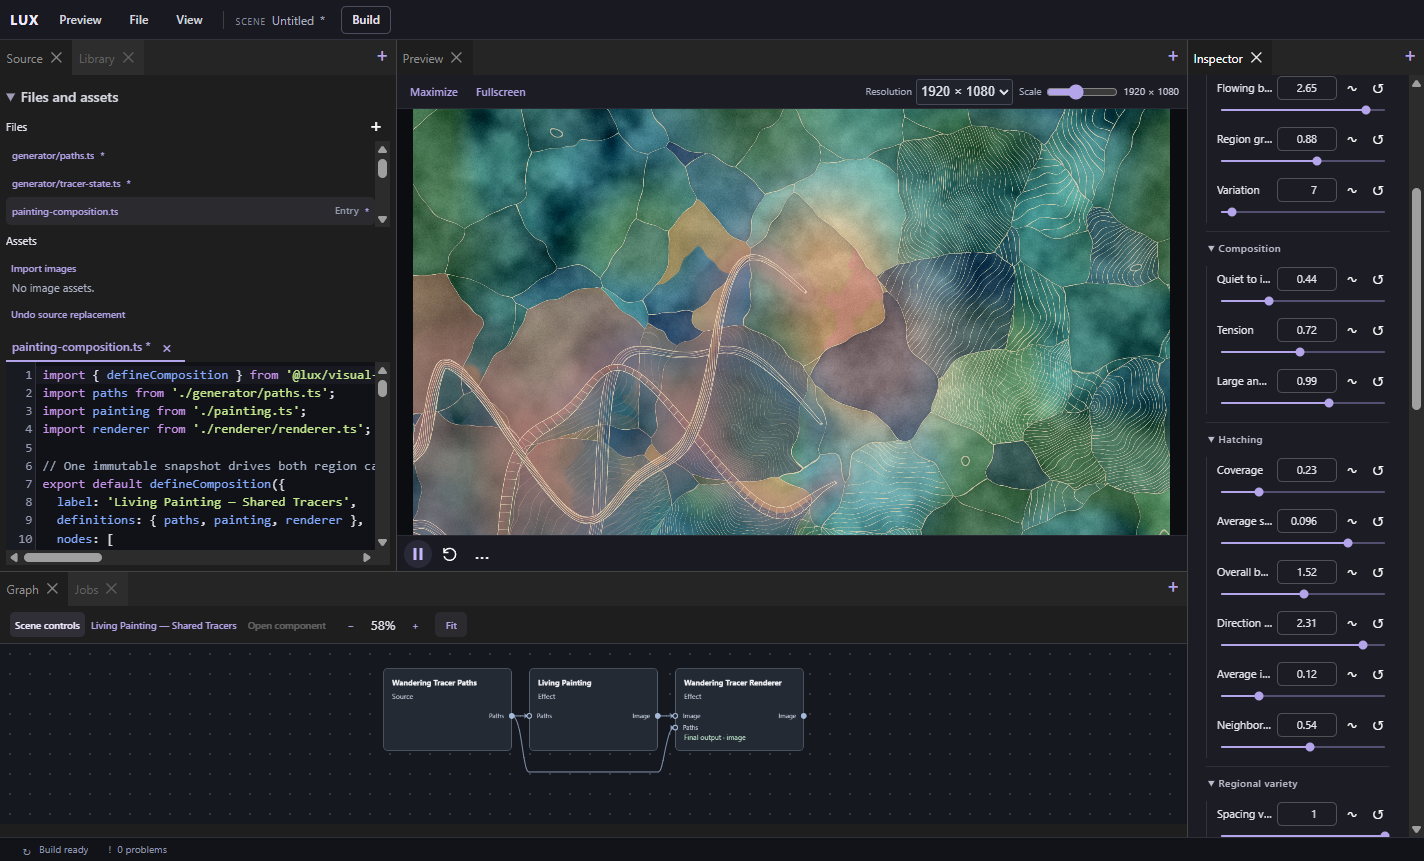 LUX Preview File View SCENE Untitled * Build
Source Library +
Files and assets
Files +
generator/paths.ts *
generator/tracer-state.ts *
painting-composition.ts Entry *
Assets
Import images
No image assets.
Undo source replacement
painting-composition.ts *
1 import { defineComposition } from '@lux/visual-
2 import paths from './generator/paths.ts';
3 import painting from './painting.ts';
4 import renderer from './renderer/renderer.ts';
5
6 // One immutable snapshot drives both region ca
7 export default defineComposition({
8 label: 'Living Painting — Shared Tracers',
9 definitions: { paths, painting, renderer },
10 nodes: [
Preview +
Maximize Fullscreen Resolution 1920 × 1080 Scale 1920 × 1080
...
Inspector +
Flowing b... 2.65
Region gr... 0.88
Variation 7
Composition
Quiet to i... 0.44
Tension 0.72
Large an... 0.99
Hatching
Coverage 0.23
Average s... 0.096
Overall b... 1.52
Direction ... 2.31
Average i... 0.12
Neighbor... 0.54
Regional variety
Spacing v... 1
Graph Jobs +
Scene controls Living Painting — Shared Tracers Open component − 58% + Fit
Wandering Tracer Paths
Source
Paths
Living Painting
Effect
Paths Image
Wandering Tracer Renderer
Effect
Image Image
Paths
Final output · image
Build ready ! 0 problems